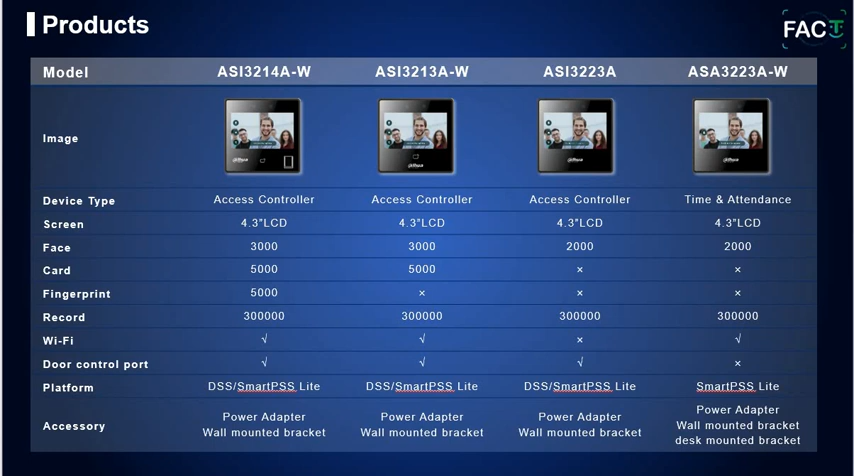 Products
FACT
Model ASI3214A-W ASI3213A-W ASI3223A ASA3223A-W
Image
alhua alhua alhua alhua
Device Type Access Controller Access Controller Access Controller Time & Attendance
Screen 4.3"LCD 4.3"LCD 4.3"LCD 4.3"LCD
Face 3000 3000 2000 2000
Card 5000 5000 × ×
Fingerprint 5000 × × ×
Record 300000 300000 300000 300000
Wi-Fi √ √ × √
Door control port √ √ √ ×
Platform DSS/SmartPSS Lite DSS/SmartPSS Lite DSS/SmartPSS Lite SmartPSS Lite
Accessory Power Adapter Power Adapter Power Adapter Power Adapter
Wall mounted bracket Wall mounted bracket Wall mounted bracket Wall mounted bracket
desk mounted bracket